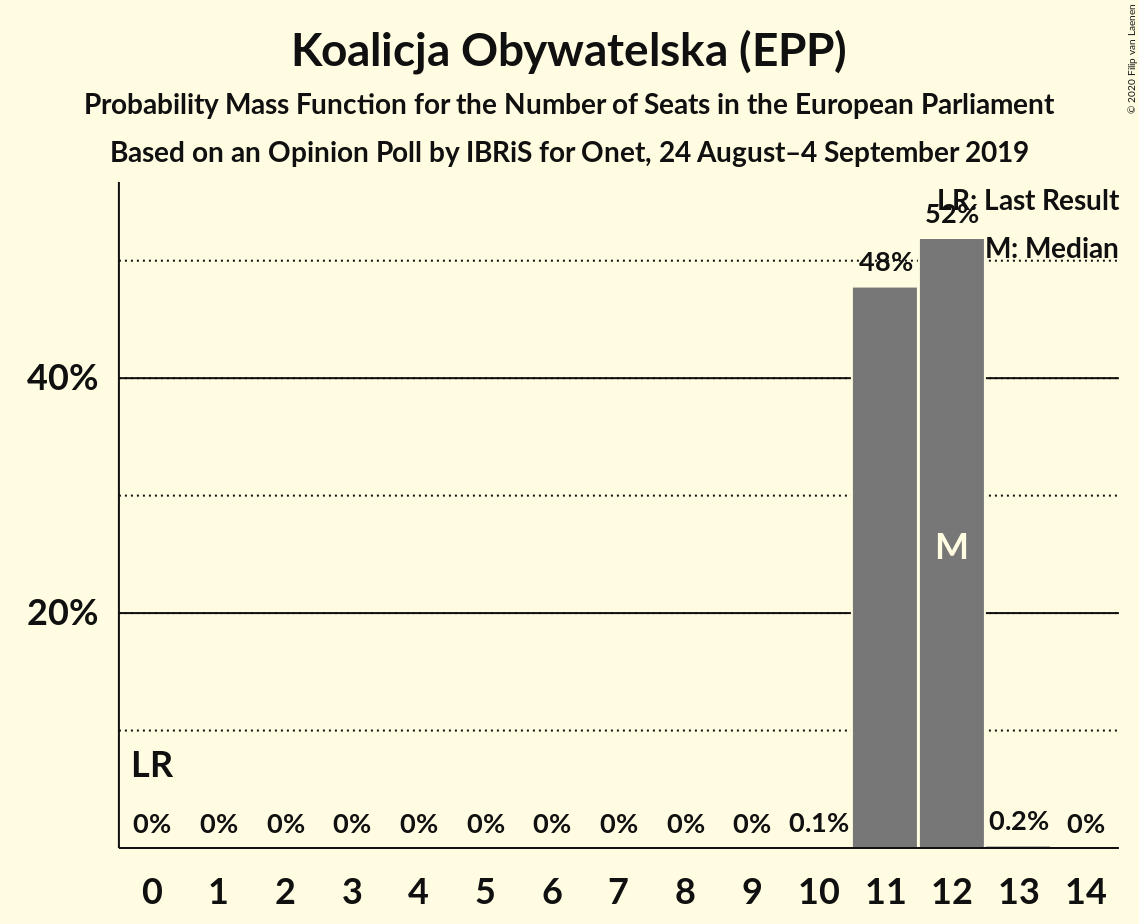 Koalicja Obywatelska (EPP)
Probability Mass Function for the Number of Seats in the European Parliament
Based on an Opinion Poll by IBRiS for Onet, 24 August–4 September 2019
© 2020 Filip van Laenen
LR: Last Result
M: Median
52%
48%
40%
20%
M
LR
0% 0% 0% 0% 0% 0% 0% 0% 0% 0% 0.1% 0.2% 0%
0 1 2 3 4 5 6 7 8 9 10 11 12 13 14